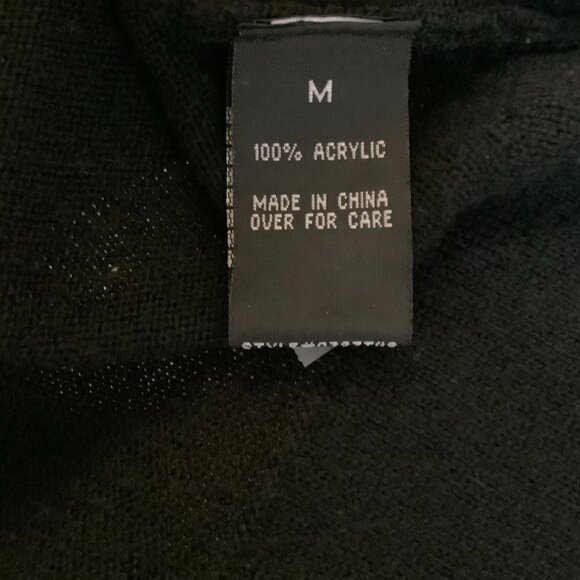 M
100% ACRYLIC
MADE IN CHINA
OVER FOR CARE